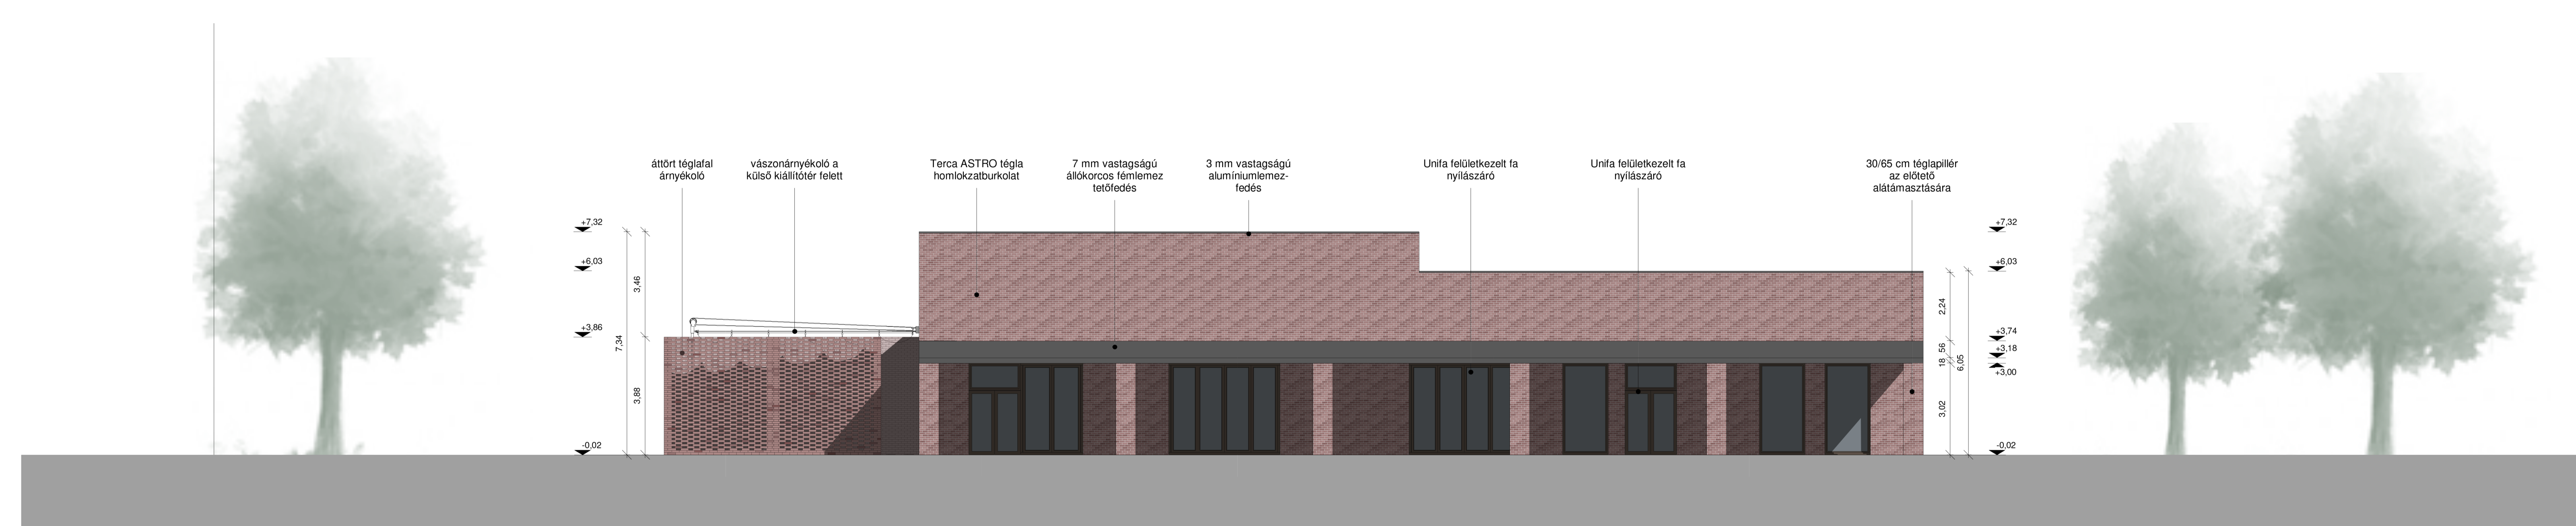 áttört téglafal
árnyékoló
vászonárnyékoló a
külső kiállítótér felett
Terca ASTRO tégla
homlokzatburkolat
7 mm vastagságú
állókorcos fémlemez
tetőfedés
3 mm vastagságú
alumíniumlemez-
fedés
Unifa felületkezelt fa
nyílászáró
Unifa felületkezelt fa
nyílászáró
30/65 cm téglapillér
az előtető
alátámasztására
+7,32
+6,03
+3,86
-0,02
7,34
3,46
3,88
2,24
56
18
3,02
6,05
+7,32
+6,03
+3,74
+3,18
+3,00
-0,02